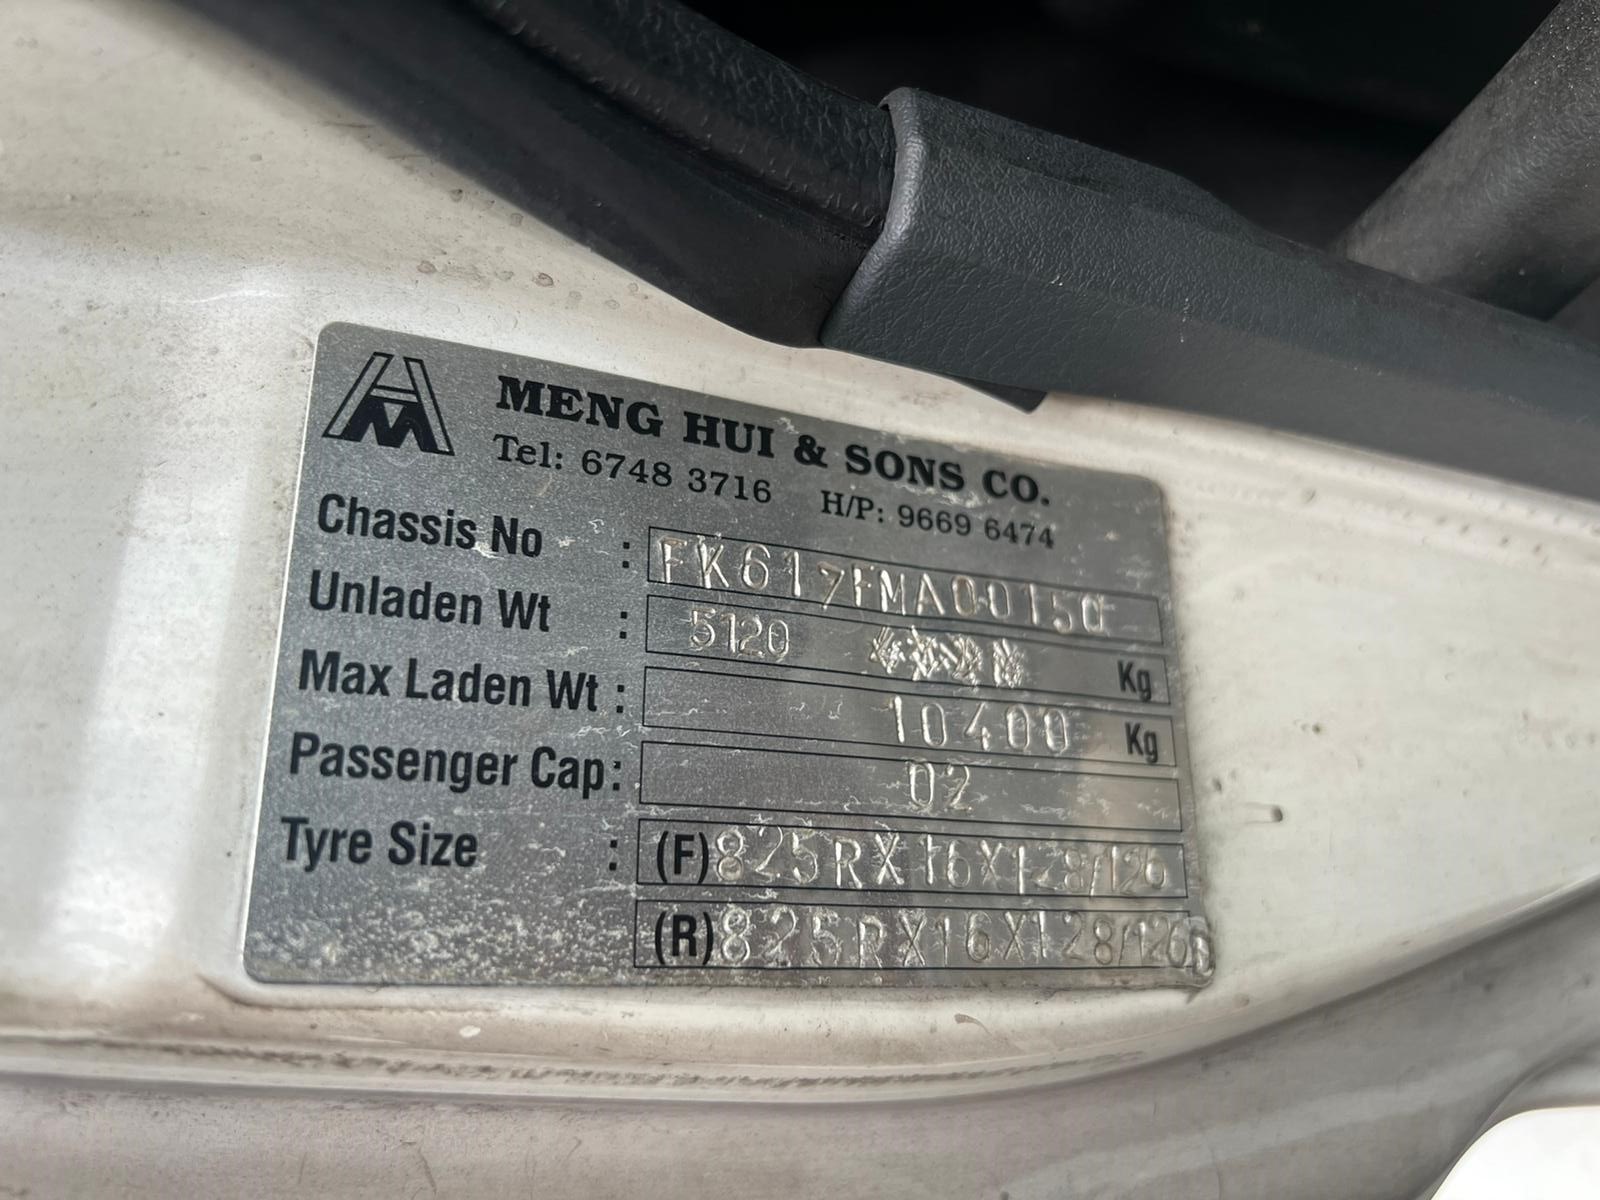 MENG HUI & SONS CO.
Tel: 6748 3716 H/P: 9669 6474
Chassis No : FK617FMA00150
Unladen Wt : 5120 Kg
Max Laden Wt : 10400 Kg
Passenger Cap: 02
Tyre Size : (F) 825RX16X128/126
(R) 825RX16X128/126